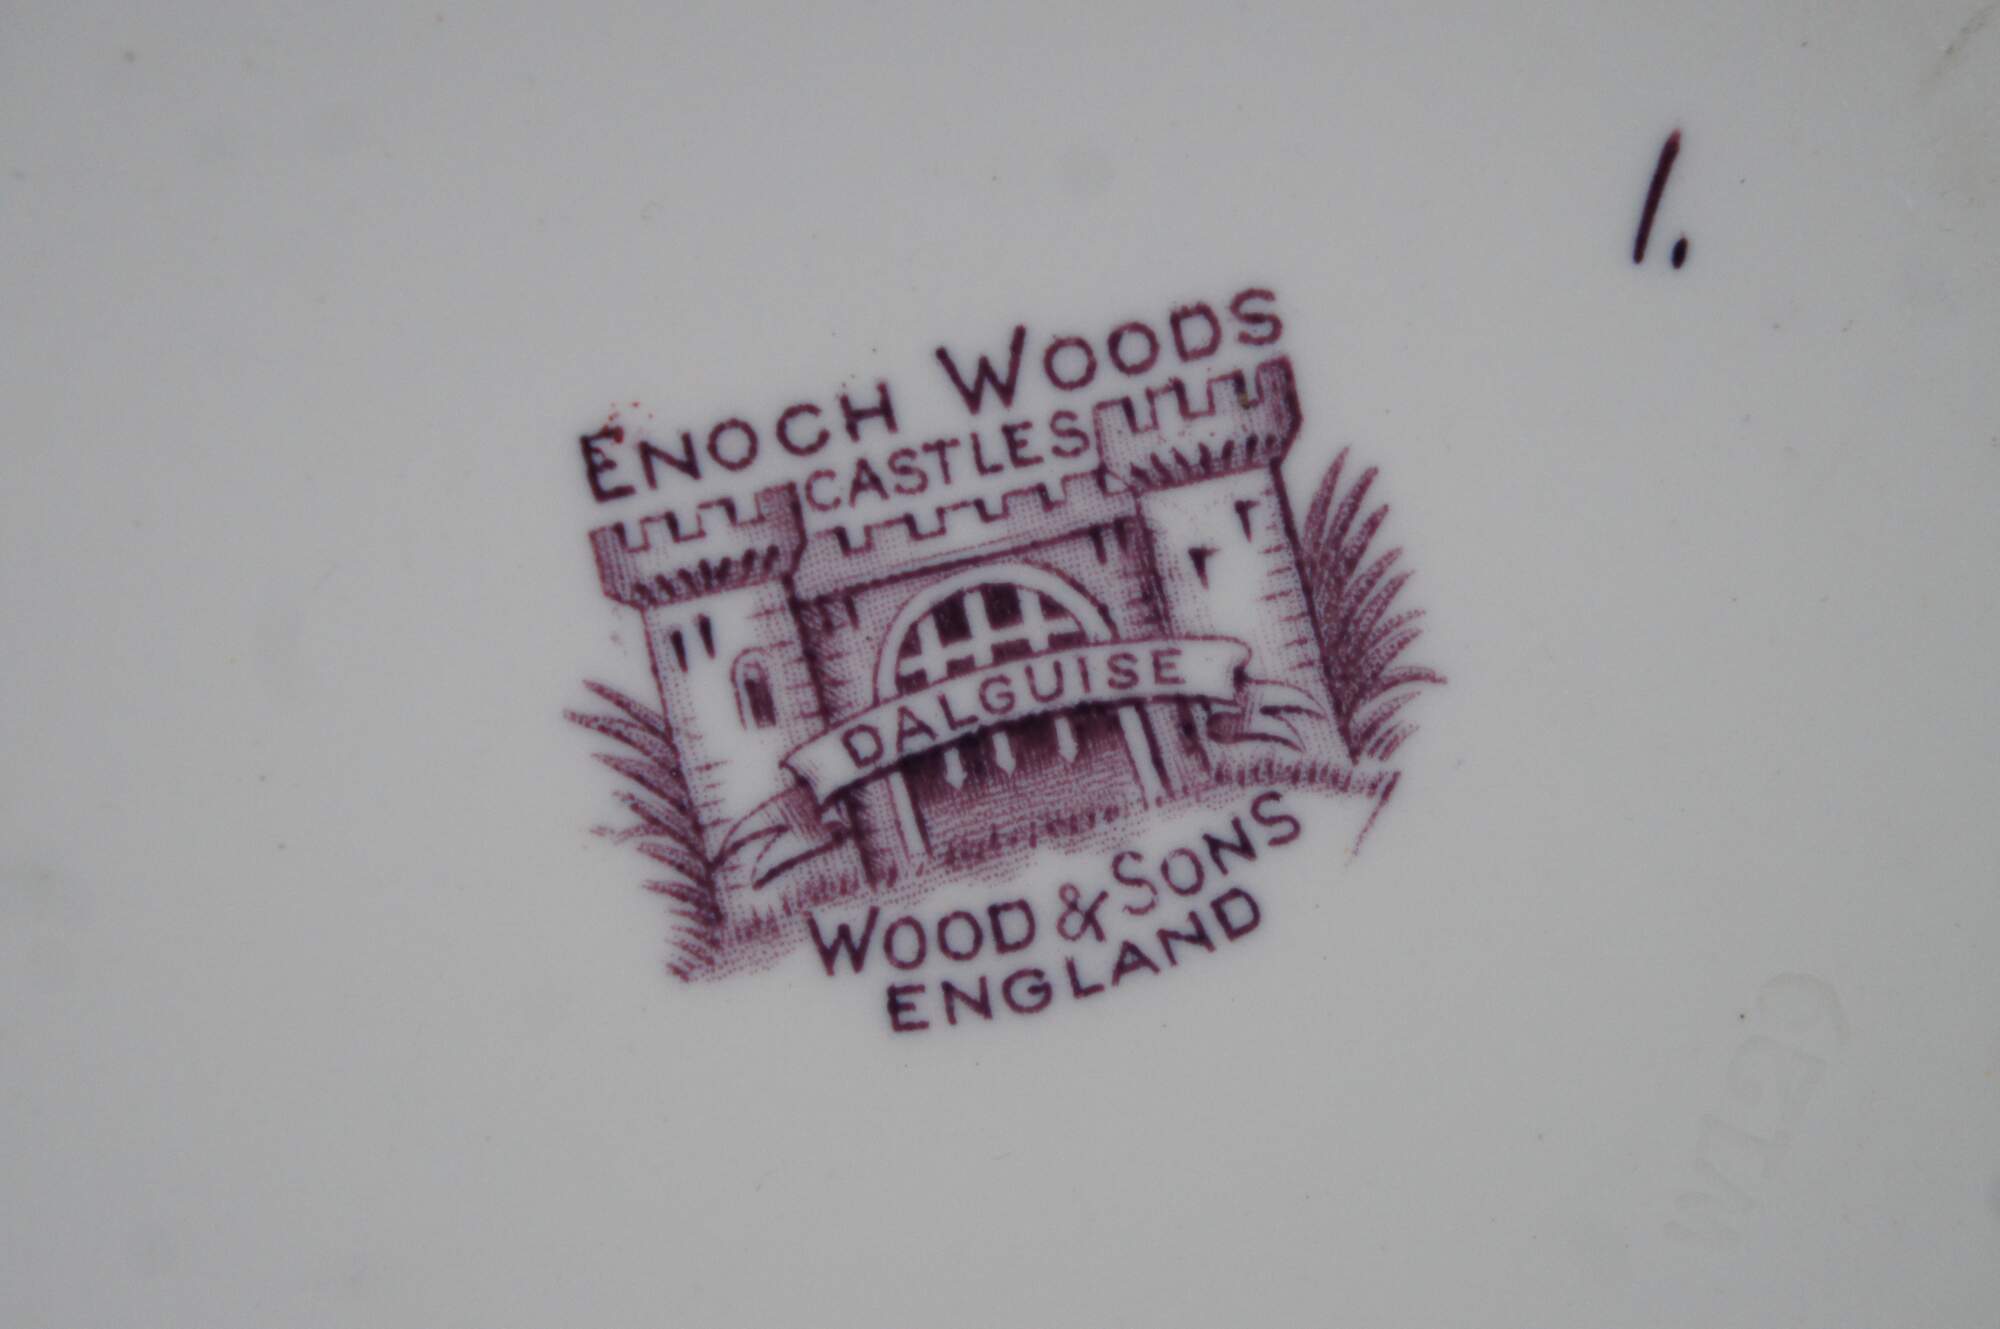 1.
ENOCH WOODS
CASTLES
DALGUISE
WOOD & SONS
ENGLAND